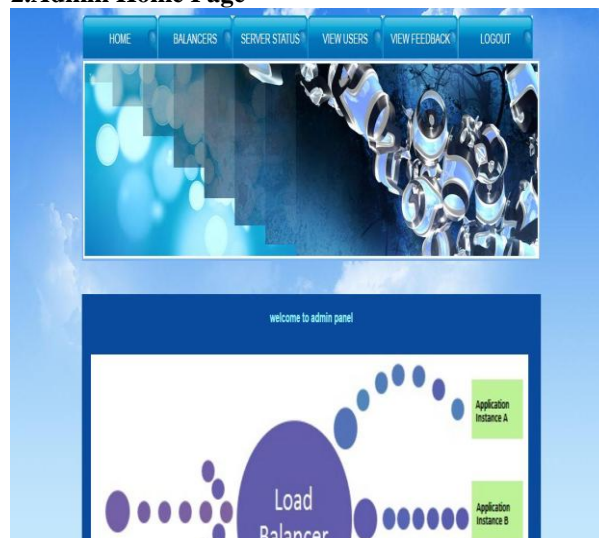 2.Admin Home Page
HOME BALANCERS SERVER STATUS VIEW USERS VIEW FEEDBACK LOGOUT
welcome to admin panel
Application
Instance A
Load
Balancer
Application
Instance B